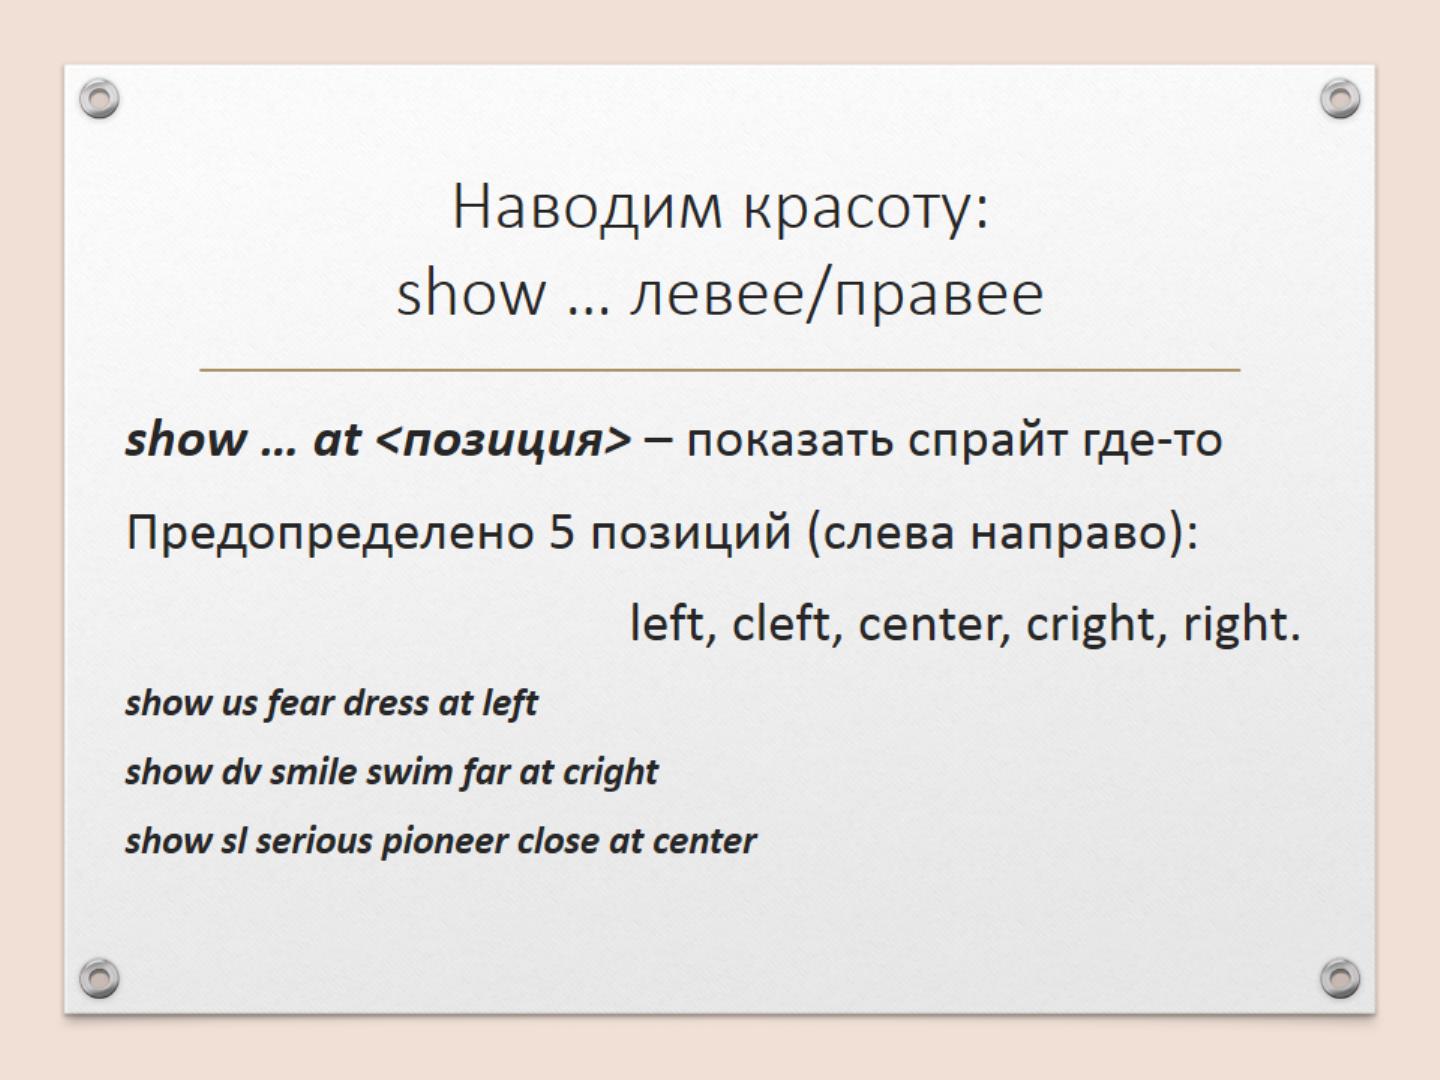 Наводим красоту:
show … левее/правее
show … at <позиция> – показать спрайт где-то
Предопределено 5 позиций (слева направо):
left, cleft, center, cright, right.
show us fear dress at left
show dv smile swim far at cright
show sl serious pioneer close at center